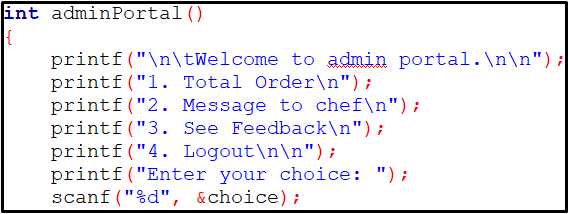 int adminPortal()
{
    printf("\n\tWelcome to admin portal.\n\n");
    printf("1. Total Order\n");
    printf("2. Message to chef\n");
    printf("3. See Feedback\n");
    printf("4. Logout\n\n");
    printf("Enter your choice: ");
    scanf("%d", &choice);